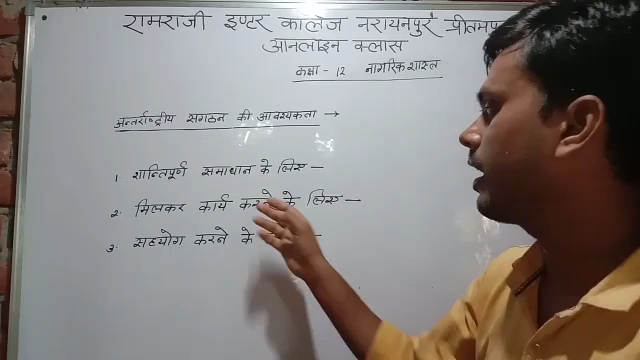 रामराजी इण्टर कालेज नरायनपुर
आनलाइन क्लास
कक्षा - 12 नागरिकशास्त्र
अन्तर्राष्ट्रीय संगठन की आवश्यकता →
1. शान्तिपूर्ण समाधान के लिए —
2. मिलकर कार्य करने के लिए —
3. सहयोग करने के